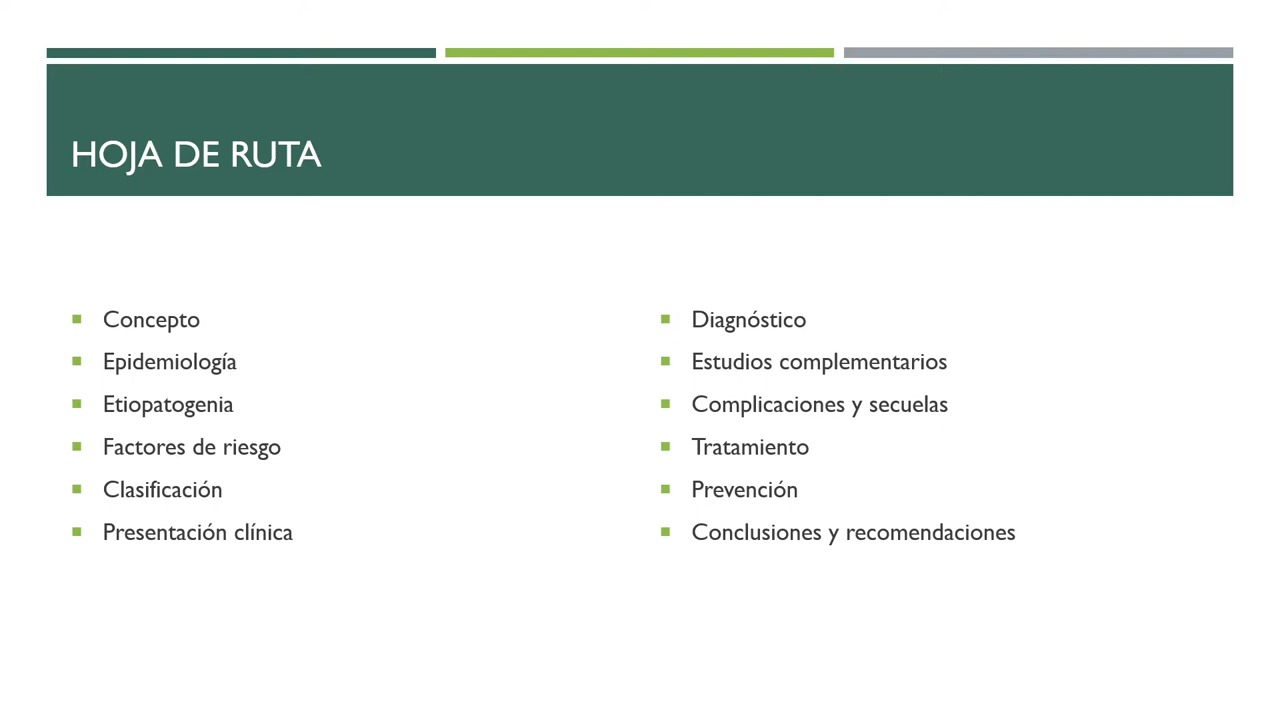 HOJA DE RUTA
Concepto
Epidemiología
Etiopatogenia
Factores de riesgo
Clasificación
Presentación clínica
Diagnóstico
Estudios complementarios
Complicaciones y secuelas
Tratamiento
Prevención
Conclusiones y recomendaciones